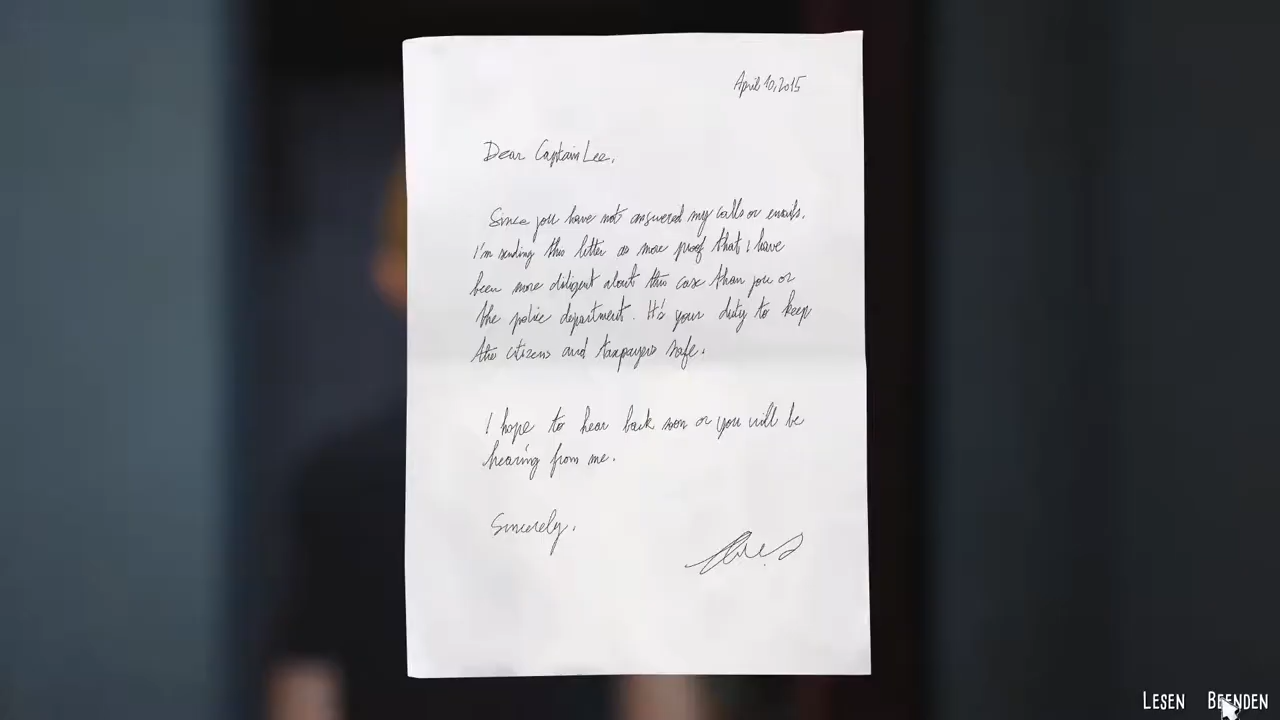 April 10, 2015
Dear Captain Lee,
Since you have not answered my calls or emails.
I'm sending this letter as more proof that I have
been more diligent about this case than you or
the police department. It's your duty to keep
the citizens and taxpayers safe.
I hope to hear back soon or you will be
hearing from me.
Sincerely,
LESEN BEENDEN